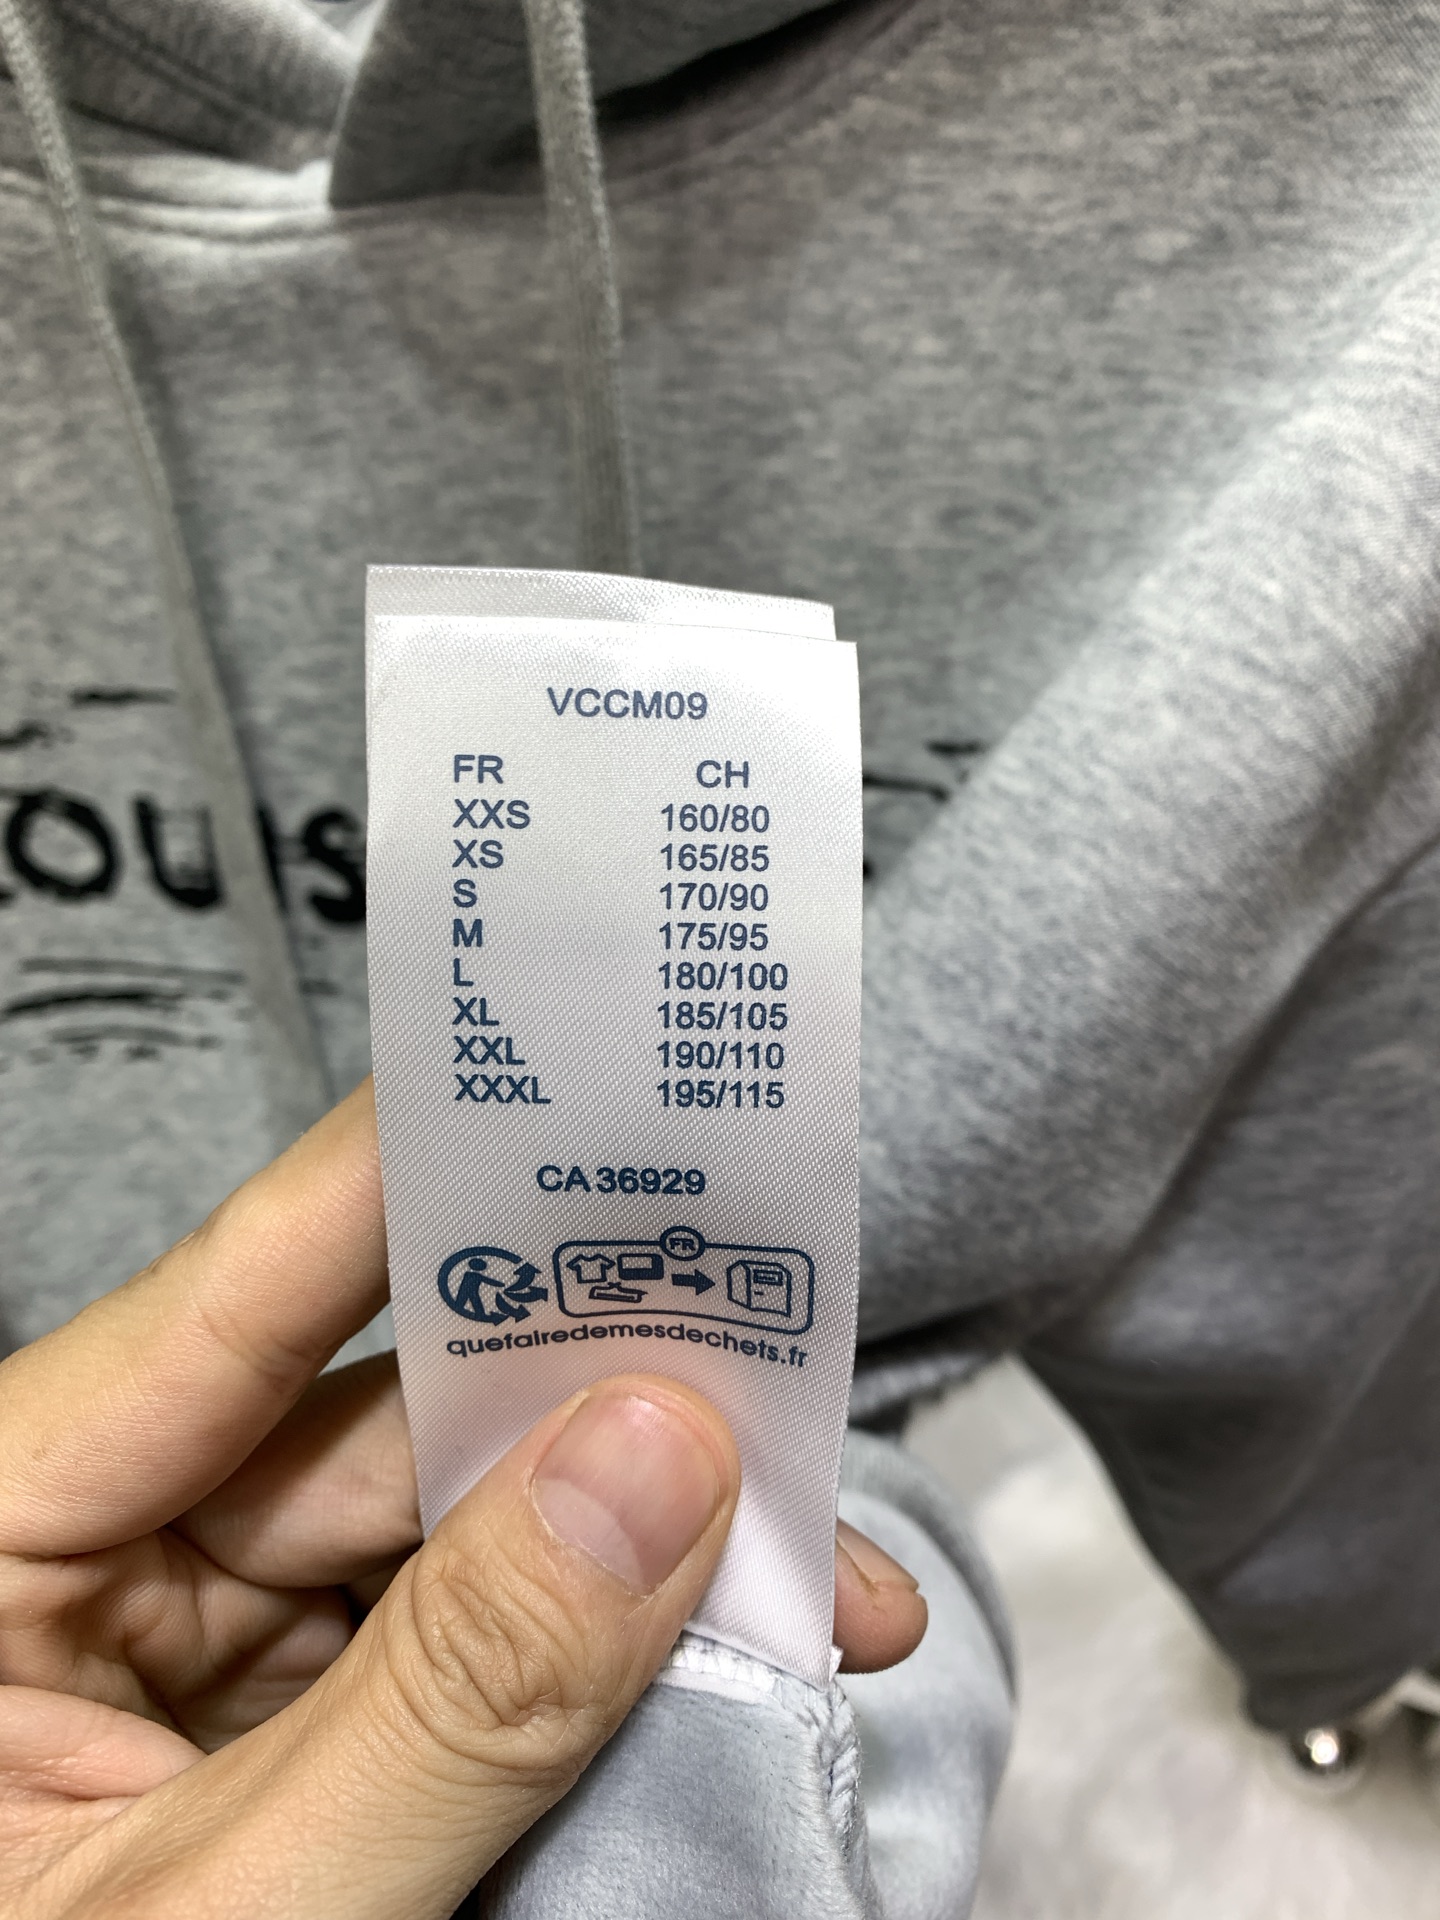 VCCM09
FR CH
XXS 160/80
XS 165/85
S 170/90
M 175/95
L 180/100
XL 185/105
XXL 190/110
XXXL 195/115
CA 36929
FR
quefairedemesdechets.fr